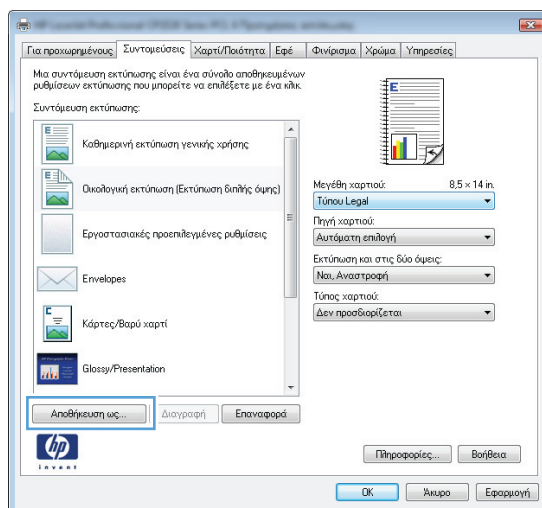 Για προχωρημένους Συντομεύσεις Χαρτί/Ποιότητα Εφέ Φινίρισμα Χρώμα Υπηρεσίες
Μια συντόμευση εκτύπωσης είναι ένα σύνολο αποθηκευμένων
ρυθμίσεων εκτύπωσης που μπορείτε να επιλέξετε με ένα κλικ.
Συντόμευση εκτύπωσης:
Καθημερινή εκτύπωση γενικής χρήσης
Οικολογική εκτύπωση (Εκτύπωση διπλής όψης)
Εργοστασιακές προεπιλεγμένες ρυθμίσεις
Envelopes
Κάρτες/Βαρύ χαρτί
Glossy/Presentation
Αποθήκευση ως... Διαγραφή Επαναφορά
Μεγέθη χαρτιού: 8,5 × 14 in.
Τύπου Legal
Πηγή χαρτιού:
Αυτόματη επιλογή
Εκτύπωση και στις δύο όψεις:
Ναι, Αναστροφή
Τύπος χαρτιού:
Δεν προσδιορίζεται
hp
invent
Πληροφορίες... Βοήθεια
OK Άκυρο Εφαρμογή